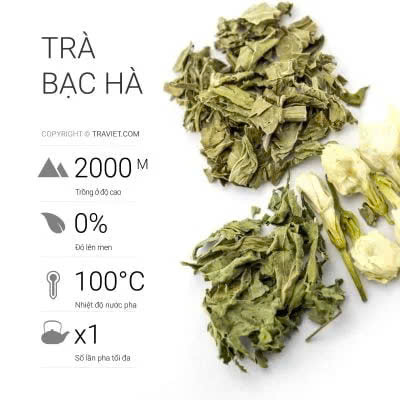 TRÀ
BẠC HÀ
COPYRIGHT © TRAVIET.COM
2000 M
Trồng ở độ cao
0%
Độ lên men
100°C
Nhiệt độ nước pha
x1
Số lần pha tối đa